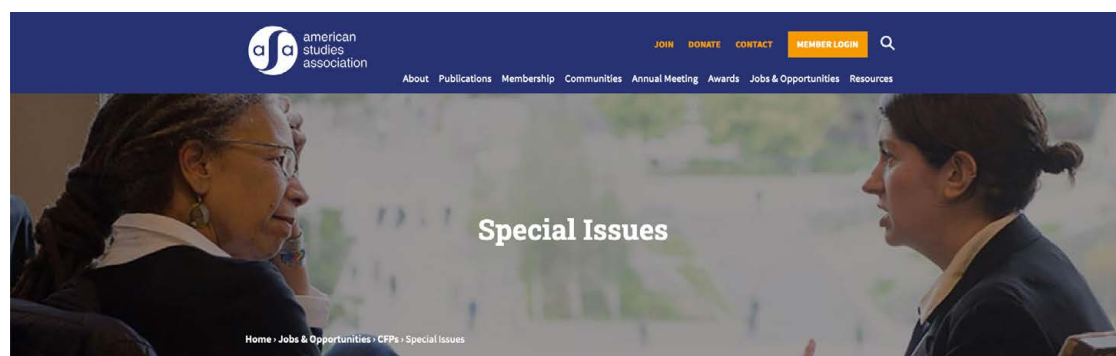 american
studies
association
JOIN DONATE CONTACT MEMBER LOGIN
About Publications Membership Communities Annual Meeting Awards Jobs & Opportunities Resources
Special Issues
Home › Jobs & Opportunities › CFPs › Special Issues